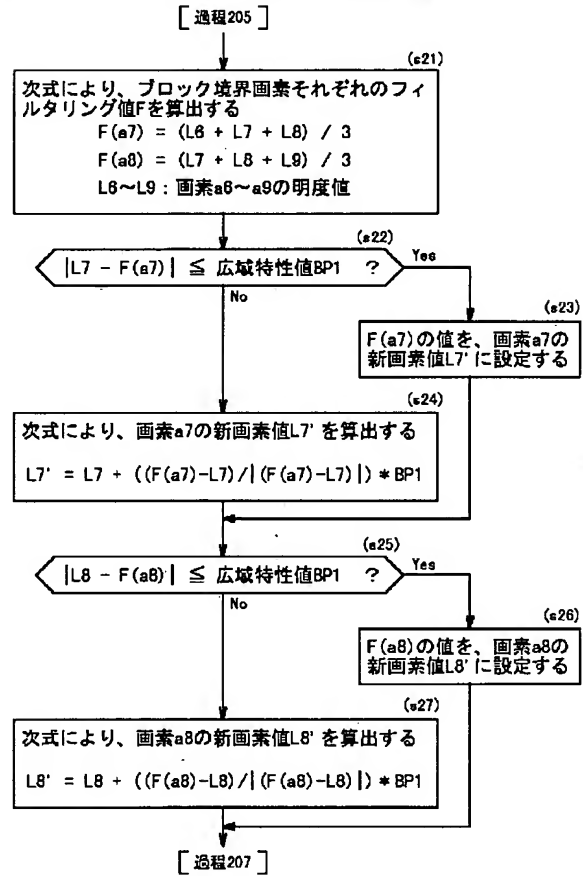 [過程205]
(s21)
次式により、ブロック境界画素それぞれのフィ
ルタリング値Fを算出する
F(a7) = (L6 + L7 + L8) / 3
F(a8) = (L7 + L8 + L9) / 3
L6～L9：画素a6～a9の明度値
(s22)
|L7 - F(a7)| ≦ 広域特性値BP1 ?
Yes
No
(s23)
F(a7)の値を、画素a7の
新画素値L7'に設定する
(s24)
次式により、画素a7の新画素値L7'を算出する
L7' = L7 + ((F(a7)-L7)/|(F(a7)-L7)|)*BP1
(s25)
|L8 - F(a8)| ≦ 広域特性値BP1 ?
Yes
No
(s26)
F(a8)の値を、画素a8の
新画素値L8'に設定する
(s27)
次式により、画素a8の新画素値L8'を算出する
L8' = L8 + ((F(a8)-L8)/|(F(a8)-L8)|)*BP1
[過程207]